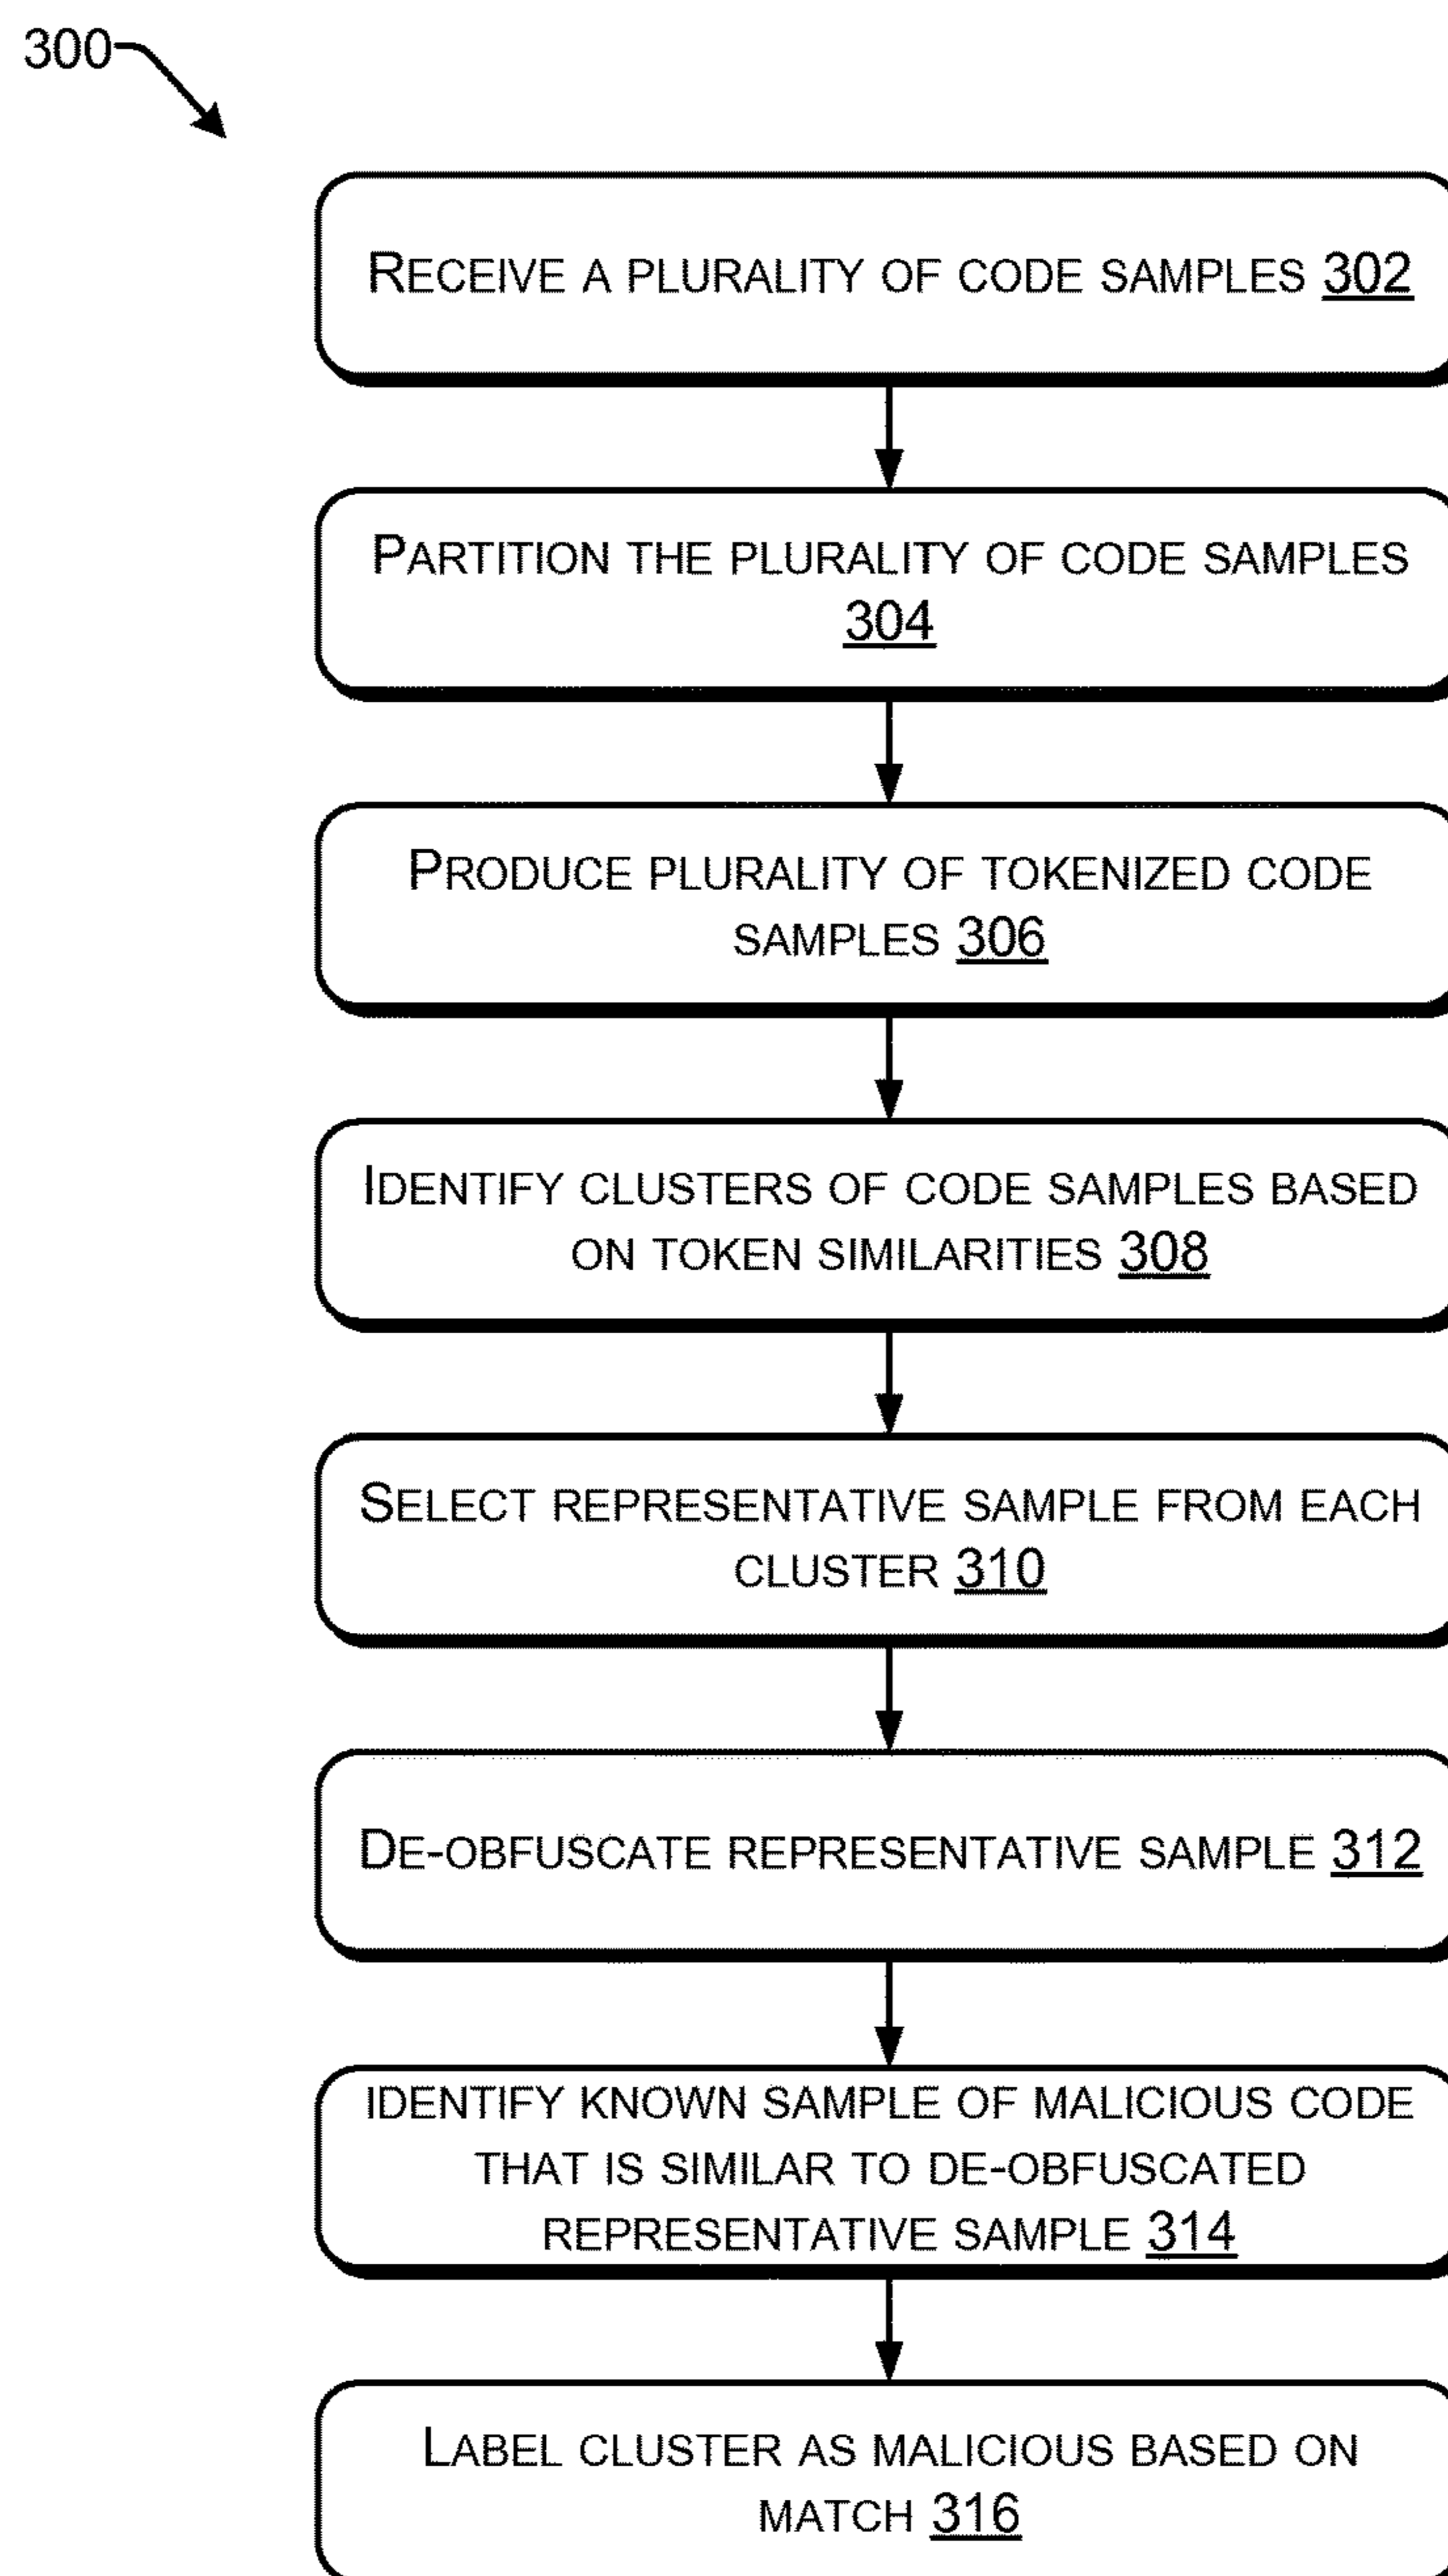 300
RECEIVE A PLURALITY OF CODE SAMPLES 302
PARTITION THE PLURALITY OF CODE SAMPLES
304
PRODUCE PLURALITY OF TOKENIZED CODE
SAMPLES 306
IDENTIFY CLUSTERS OF CODE SAMPLES BASED
ON TOKEN SIMILARITIES 308
SELECT REPRESENTATIVE SAMPLE FROM EACH
CLUSTER 310
DE-OBFUSCATE REPRESENTATIVE SAMPLE 312
IDENTIFY KNOWN SAMPLE OF MALICIOUS CODE
THAT IS SIMILAR TO DE-OBFUSCATED
REPRESENTATIVE SAMPLE 314
LABEL CLUSTER AS MALICIOUS BASED ON
MATCH 316